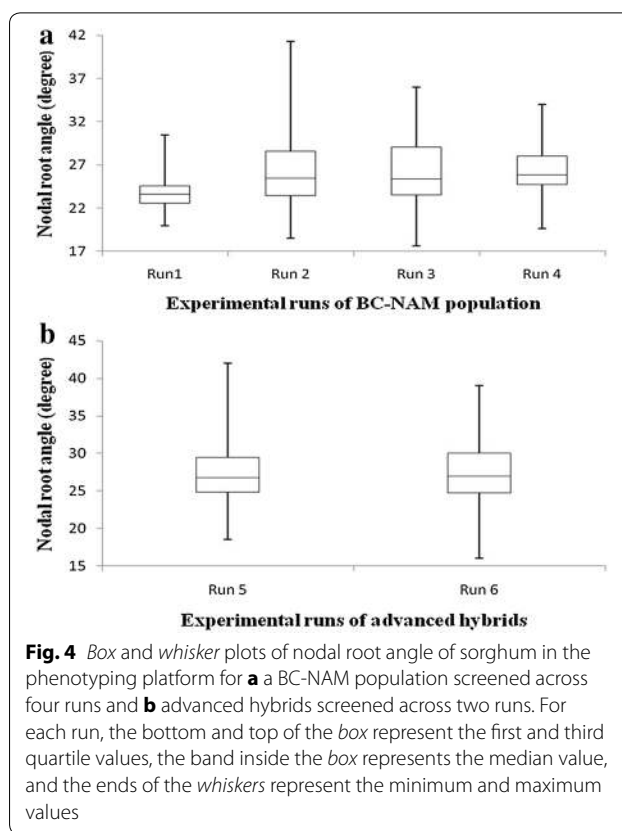 a
42
37
32
27
22
17
Nodal root angle (degree)
Run1 Run 2 Run 3 Run 4
Experimental runs of BC-NAM population
b
45
40
35
30
25
20
15
Nodal root angle (degree)
Run 5 Run 6
Experimental runs of advanced hybrids
Fig. 4 Box and whisker plots of nodal root angle of sorghum in the
phenotyping platform for a a BC-NAM population screened across
four runs and b advanced hybrids screened across two runs. For
each run, the bottom and top of the box represent the first and third
quartile values, the band inside the box represents the median value,
and the ends of the whiskers represent the minimum and maximum
values